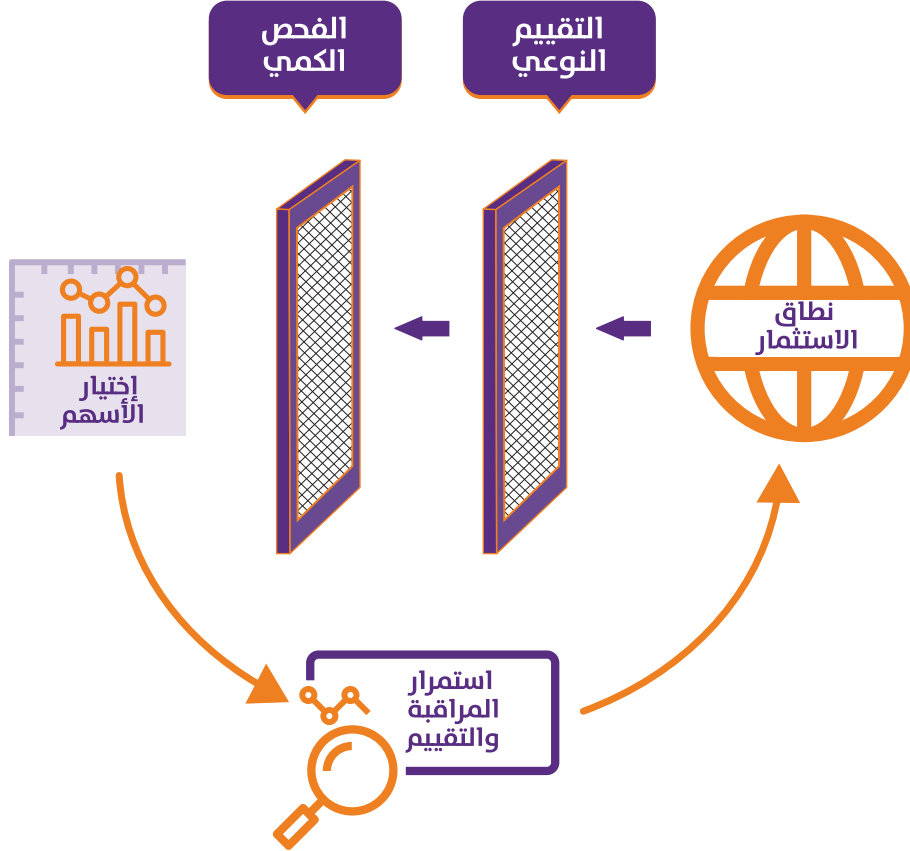 التقييم
النوعي
الفحص
الكمي
نطاق
الاستثمار
إختيار
الأسهم
استمرار
المراقبة
والتقييم